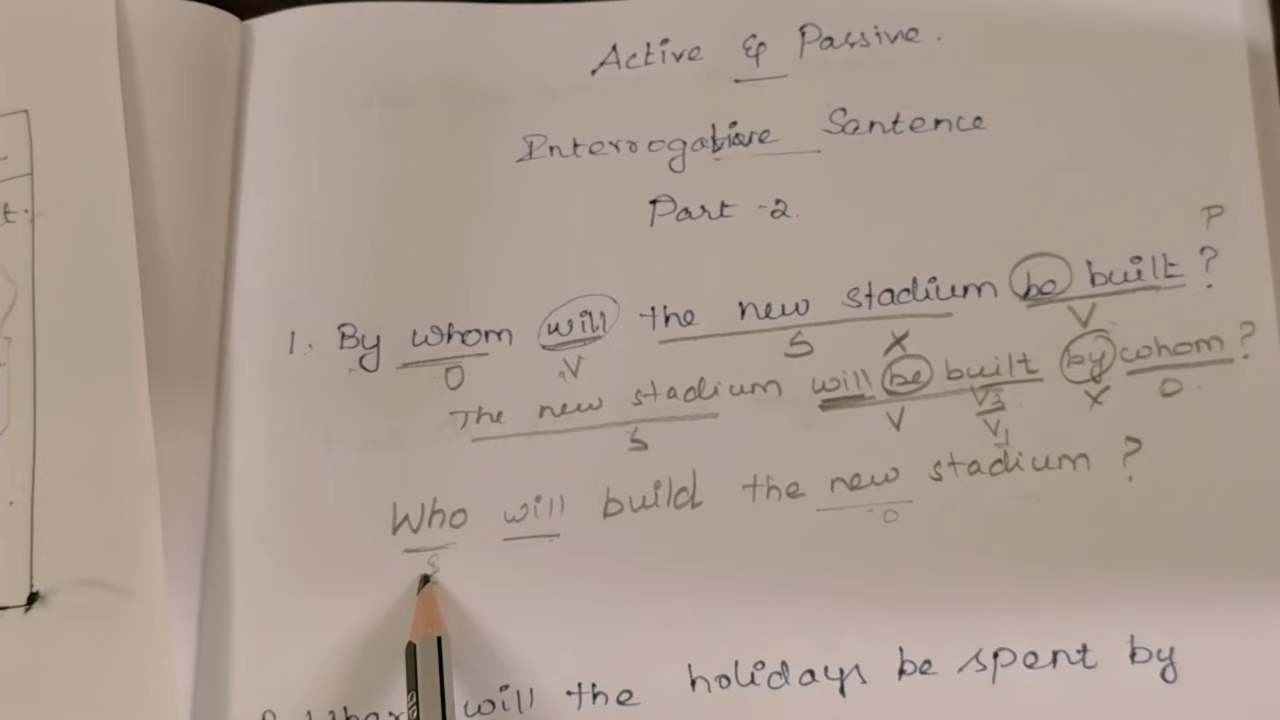 Active & Passive.
Interrogative Sentence
Part -2.
P
1. By whom will the new stadium be built ?
O V S V
X
The new stadium will be built by whom ?
S V V3 X O
V1
Who will build the new stadium ?
S O
will the holidays be spent by
t.